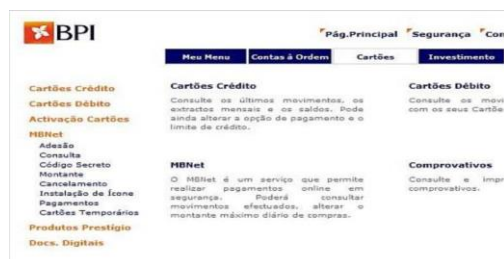 BPI
Pág.Principal Segurança Con
Meu Menu Contas à Ordem Cartões Investimento
Cartões Crédito
Cartões Débito
Activação Cartões
MBNet
Adesão
Consulta
Código Secreto
Montante
Cancelamento
Instalação de Ícone
Pagamentos
Cartões Temporários
Produtos Prestígio
Docs. Digitais
Cartões Crédito
Consulte os últimos movimentos, os
extractos mensais e os saldos. Pode
ainda alterar a opção de pagamento e o
limite de crédito.
Cartões Débito
Consulte os movi
com os seus Cartõe
MBNet
O MBNet é um serviço que permite
realizar pagamentos online em
segurança. Poderá consultar
movimentos efectuados, alterar o
montante máximo diário de compras.
Comprovativos
Consulte e impr
comprovativos.